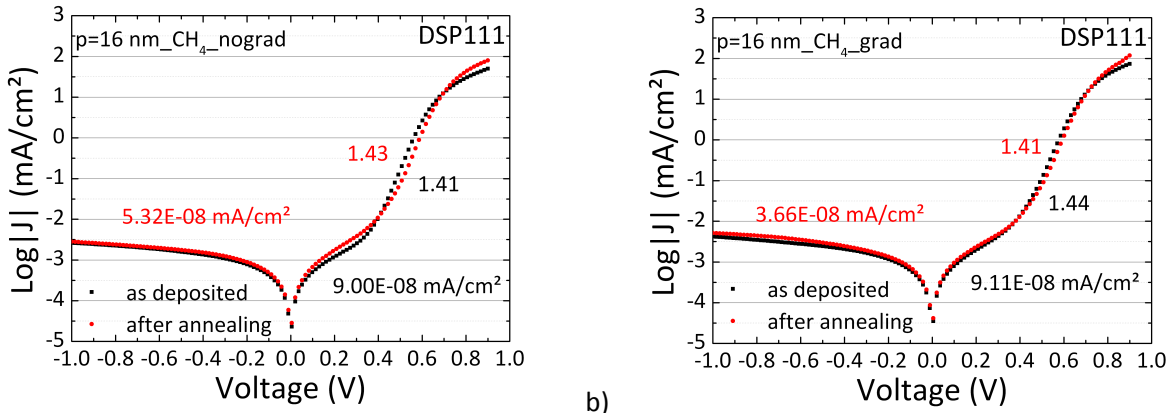 p=16 nm_CH₄_nograd
DSP111
3
2
1
0
-1
-2
-3
-4
-5
Log|J| (mA/cm²)
1.43
1.41
5.32E-08 mA/cm²
9.00E-08 mA/cm²
as deposited
after annealing
-1.0 -0.8 -0.6 -0.4 -0.2 0.0 0.2 0.4 0.6 0.8 1.0
Voltage (V)
b)
p=16 nm_CH₄_grad
DSP111
3
2
1
0
-1
-2
-3
-4
-5
Log|J| (mA/cm²)
1.41
1.44
3.66E-08 mA/cm²
9.11E-08 mA/cm²
as deposited
after annealing
-1.0 -0.8 -0.6 -0.4 -0.2 0.0 0.2 0.4 0.6 0.8 1.0
Voltage (V)